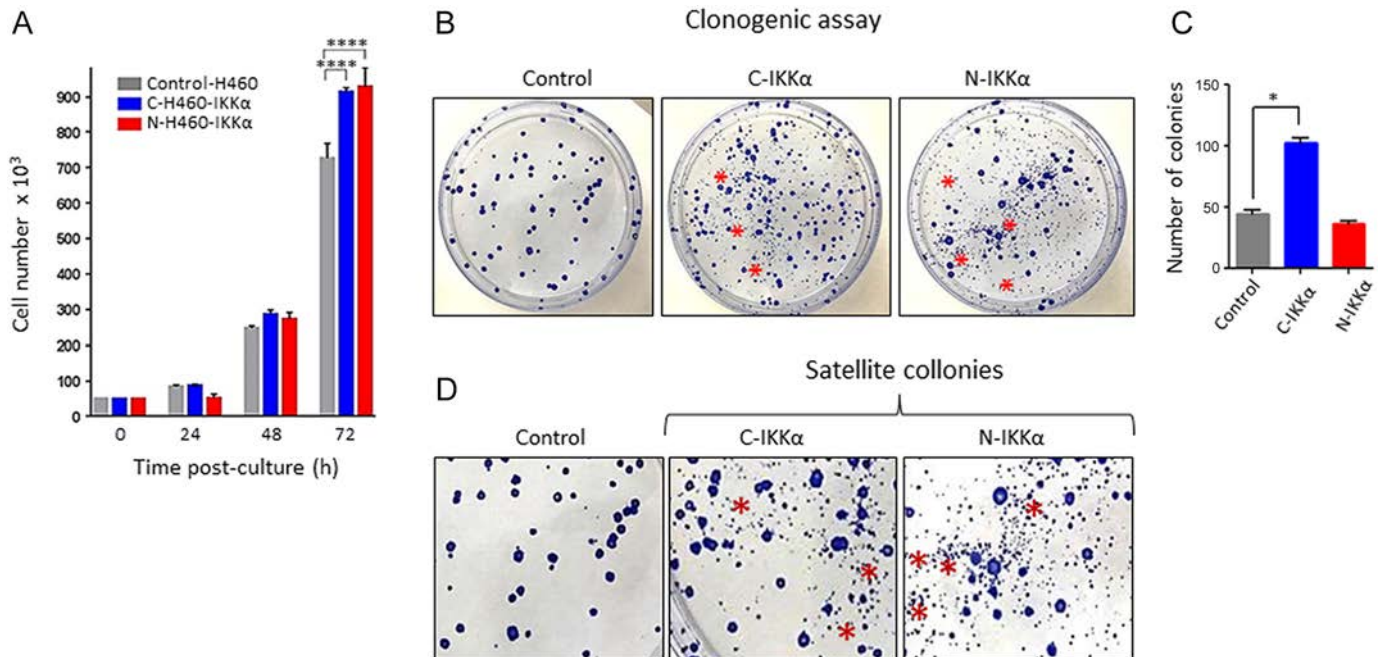 A
Cell number x 10³
900
800
700
600
500
400
300
200
100
0
Control-H460
C-H460-IKKα
N-H460-IKKα
****
****
0 24 48 72
Time post-culture (h)
B
Clonogenic assay
Control C-IKKα N-IKKα
*
*
*
*
*
*
*
C
Number of colonies
150
100
50
0
*
Control C-IKKα N-IKKα
D
Satellite collonies
Control C-IKKα N-IKKα
*
*
*
*
*
*
*